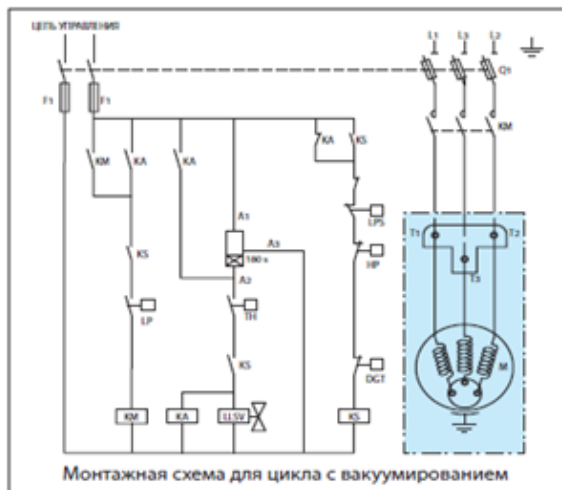 ЦЕПЬ УПРАВЛЕНИЯ
L1 L3 L2
F1 F1 Q1
KM KA KA KA KS KM
A1 LPS
A3
180 s
A2 HP
KS
T1 T2
T3
LP TH
KS DGT M
KM KA LLSV KS
Монтажная схема для цикла с вакуумированием